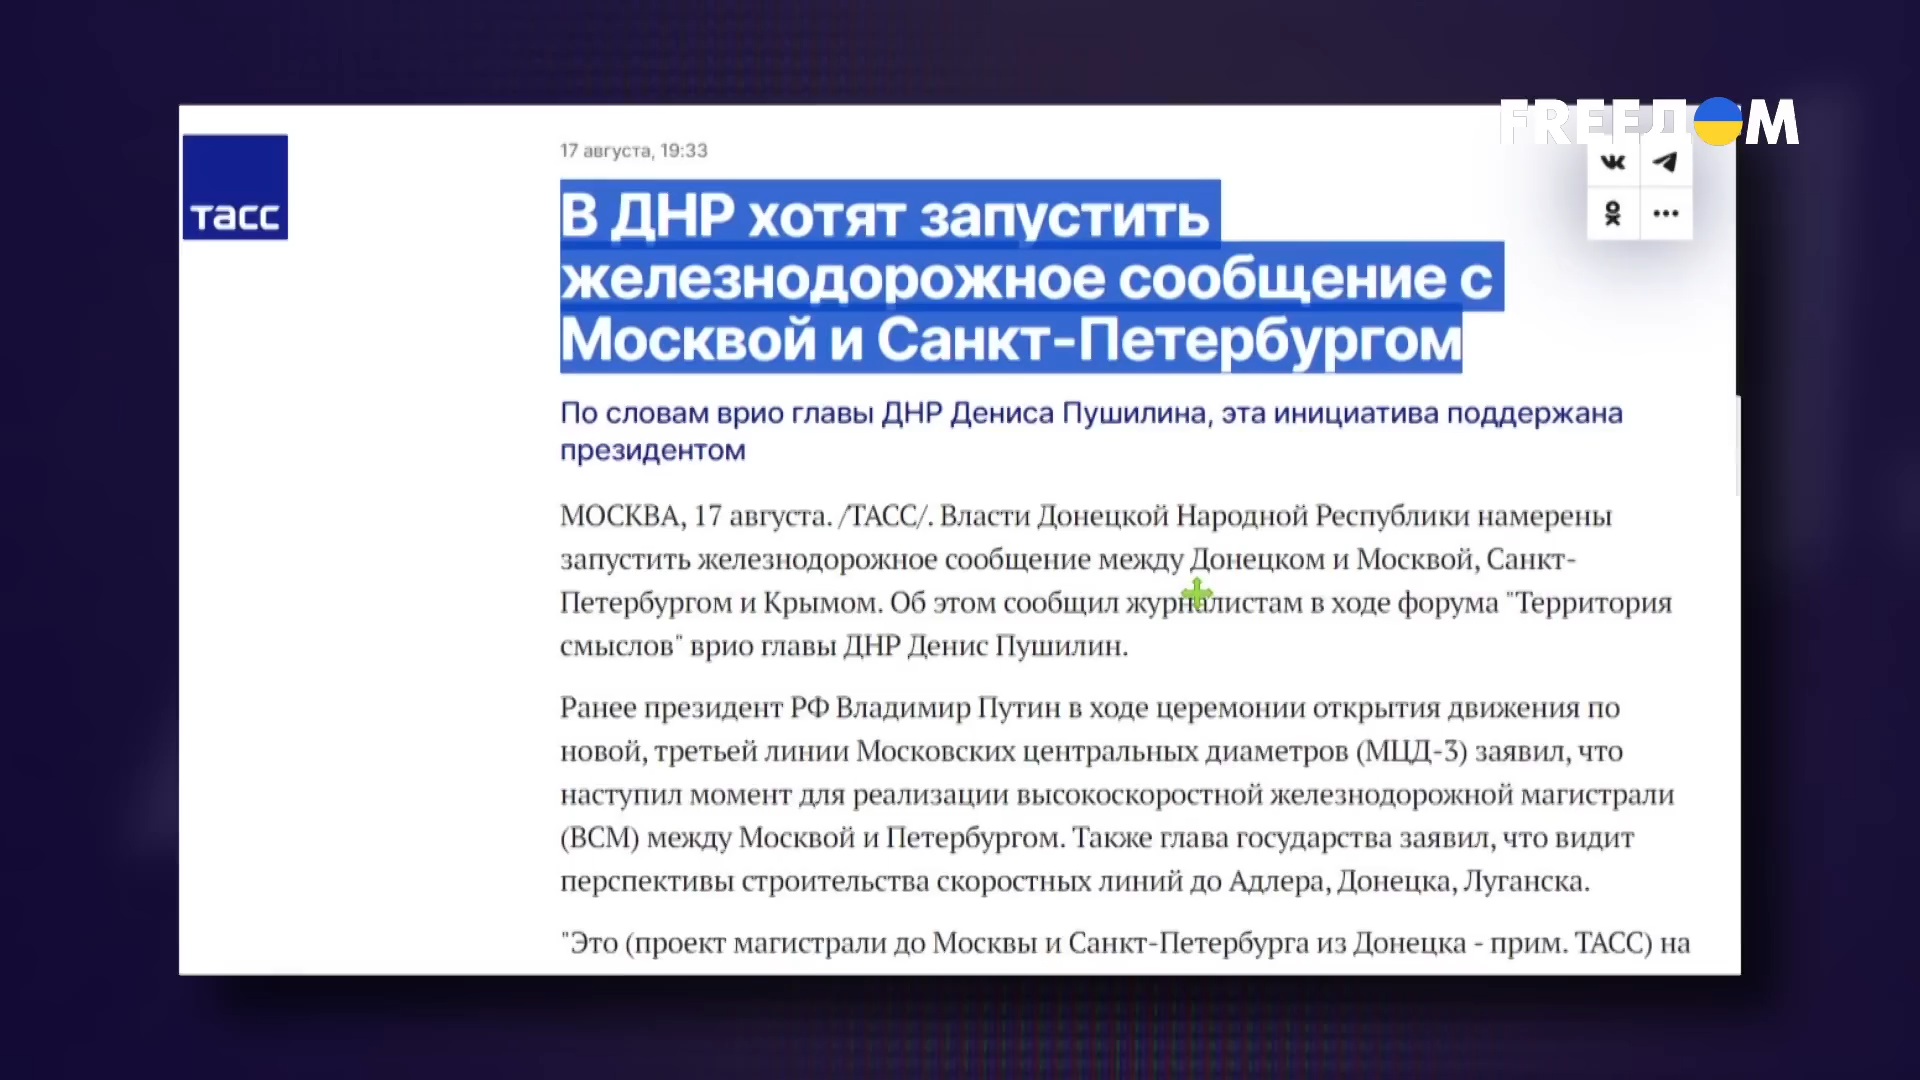 FREEДOM
ТАСС
17 августа, 19:33
В ДНР хотят запустить
железнодорожное сообщение с
Москвой и Санкт-Петербургом
По словам врио главы ДНР Дениса Пушилина, эта инициатива поддержана
президентом
МОСКВА, 17 августа. /ТАСС/. Власти Донецкой Народной Республики намерены
запустить железнодорожное сообщение между Донецком и Москвой, Санкт-
Петербургом и Крымом. Об этом сообщил журналистам в ходе форума "Территория
смыслов" врио главы ДНР Денис Пушилин.
Ранее президент РФ Владимир Путин в ходе церемонии открытия движения по
новой, третьей линии Московских центральных диаметров (МЦД-3) заявил, что
наступил момент для реализации высокоскоростной железнодорожной магистрали
(ВСМ) между Москвой и Петербургом. Также глава государства заявил, что видит
перспективы строительства скоростных линий до Адлера, Донецка, Луганска.
"Это (проект магистрали до Москвы и Санкт-Петербурга из Донецка - прим. ТАСС) на